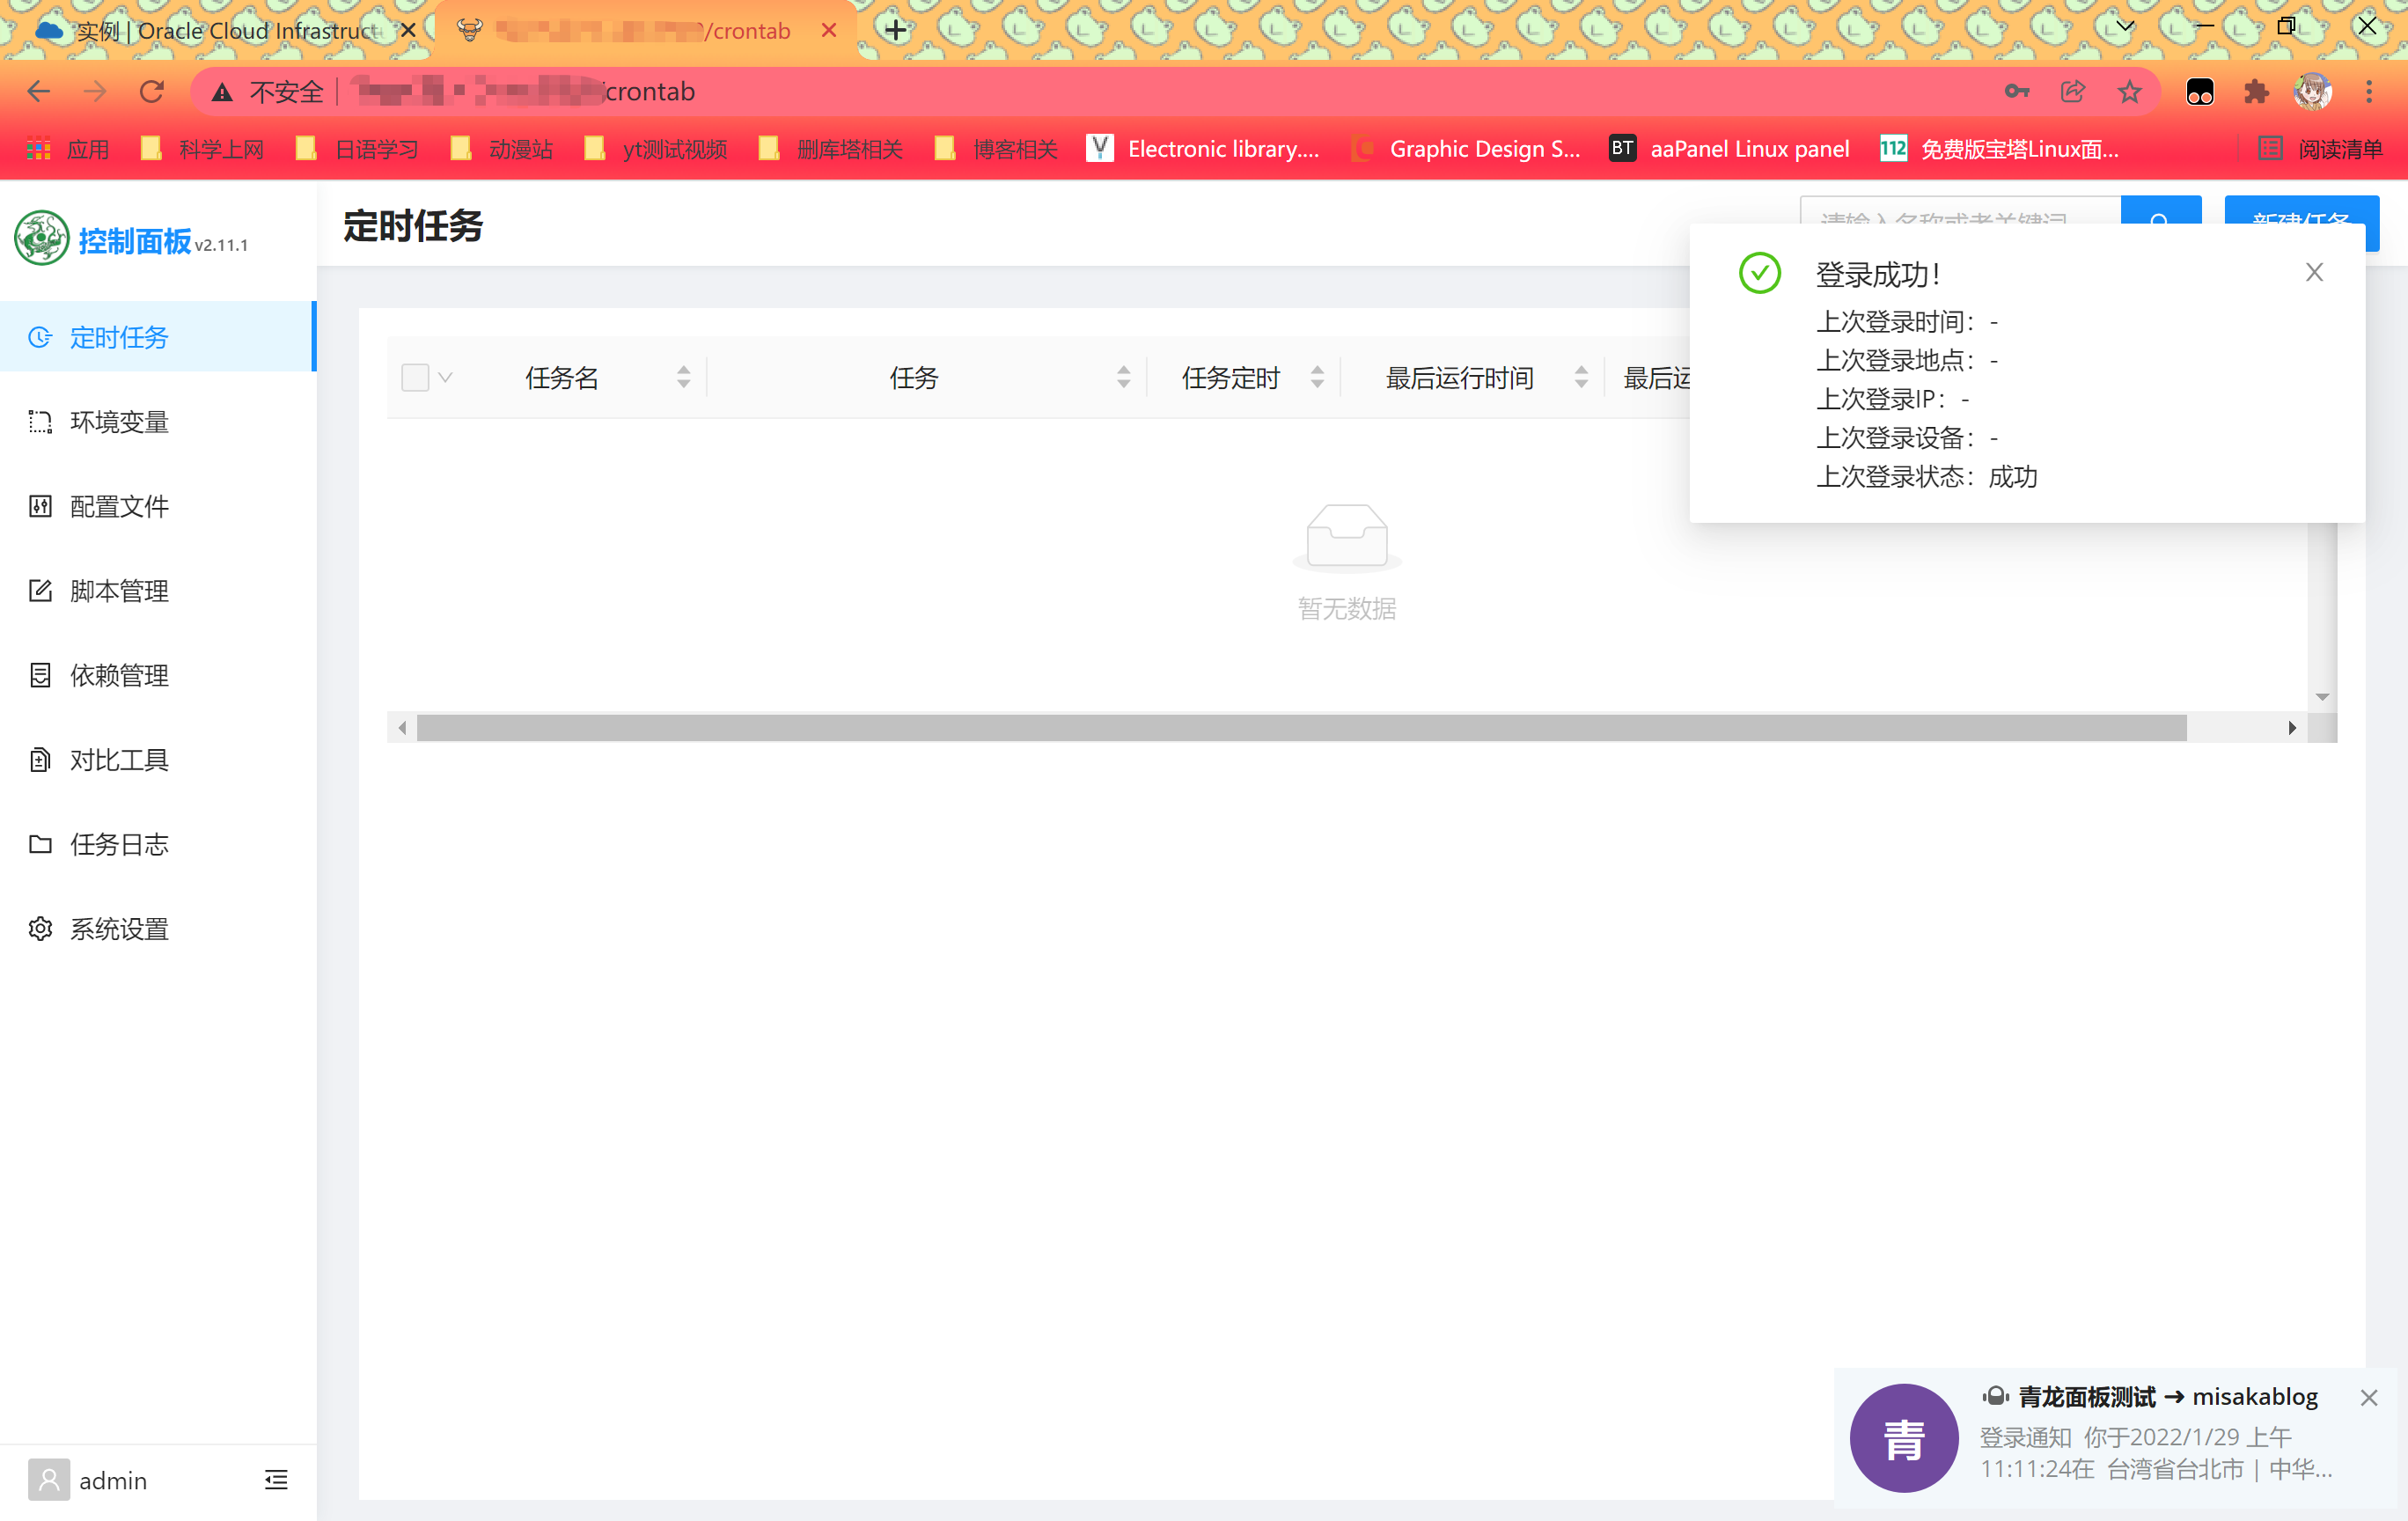 实例 | Oracle Cloud Infrastruct
/crontab
不安全
crontab
应用
科学上网
日语学习
动漫站
yt测试视频
删库塔相关
博客相关
Electronic library....
Graphic Design S...
BT
aaPanel Linux panel
112
免费版宝塔Linux面...
阅读清单
控制面板 v2.11.1
定时任务
请输入名称或者关键词
新建任务
登录成功！
上次登录时间：-
上次登录地点：-
上次登录IP：-
上次登录设备：-
上次登录状态：成功
定时任务
环境变量
配置文件
脚本管理
依赖管理
对比工具
任务日志
系统设置
任务名
任务
任务定时
最后运行时间
最后运
暂无数据
admin
青
青龙面板测试 ➔ misakablog
登录通知 你于2022/1/29 上午
11:11:24在 台湾省台北市 | 中华...